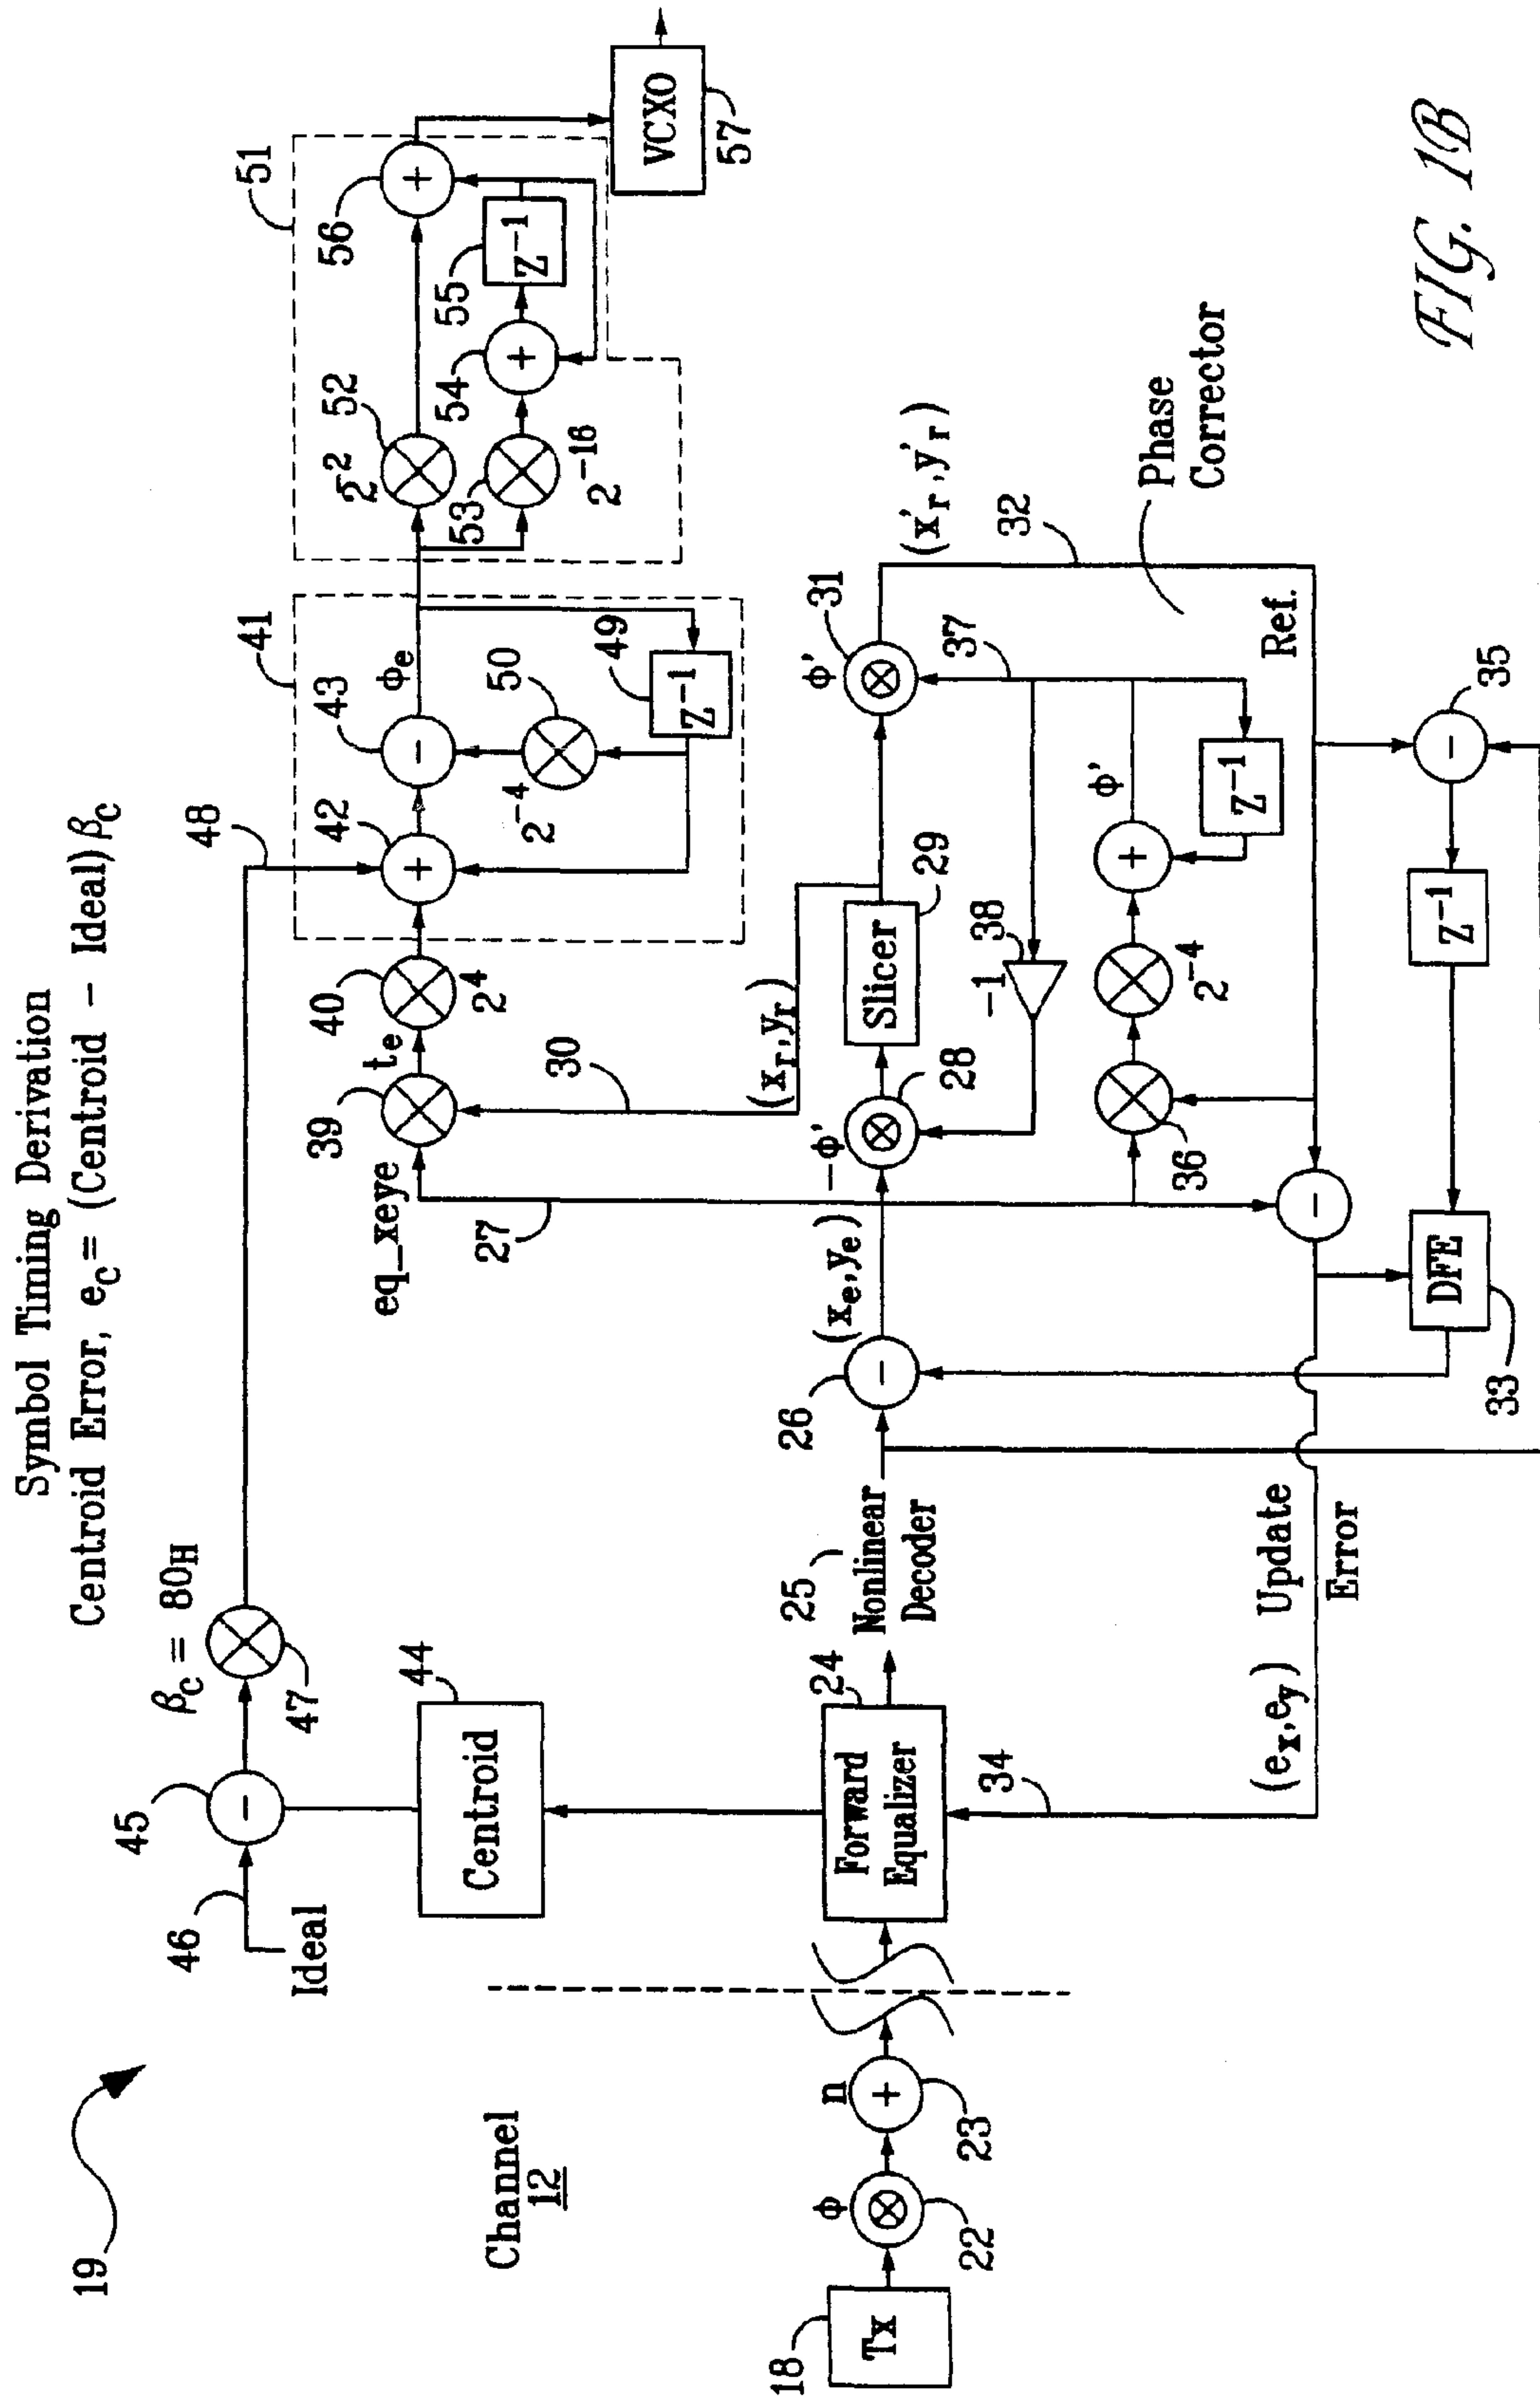 Symbol Timing Derivation
Centroid Error, e_C = (Centroid – Ideal) β_C
19
46
Ideal
45
β_C = 80_H
47
48
Centroid
44
41
42
+
43
–
ϕ_e
2^-4
50
Z^-1
49
51
2^-2
52
53
2^-16
54
+
55
Z^-1
56
+
VCXO
57
eq_xeye
39
t_e
40
2^4
27
30
(x_r,y_r)
Channel
12
18
Tx
ϕ
22
n
+
23
Forward
Equalizer
24
25
Nonlinear
Decoder
26
–
(x_e,y_e)
–ϕ'
28
Slicer
29
ϕ'
31
(x'_r,y'_r)
32
Phase
Corrector
–1
38
37
36
2^-4
+
ϕ'
Z^-1
Ref.
34
(e_x,e_y)
Update
Error
–
DFE
33
Z^-1
–
35
FIG. 1B